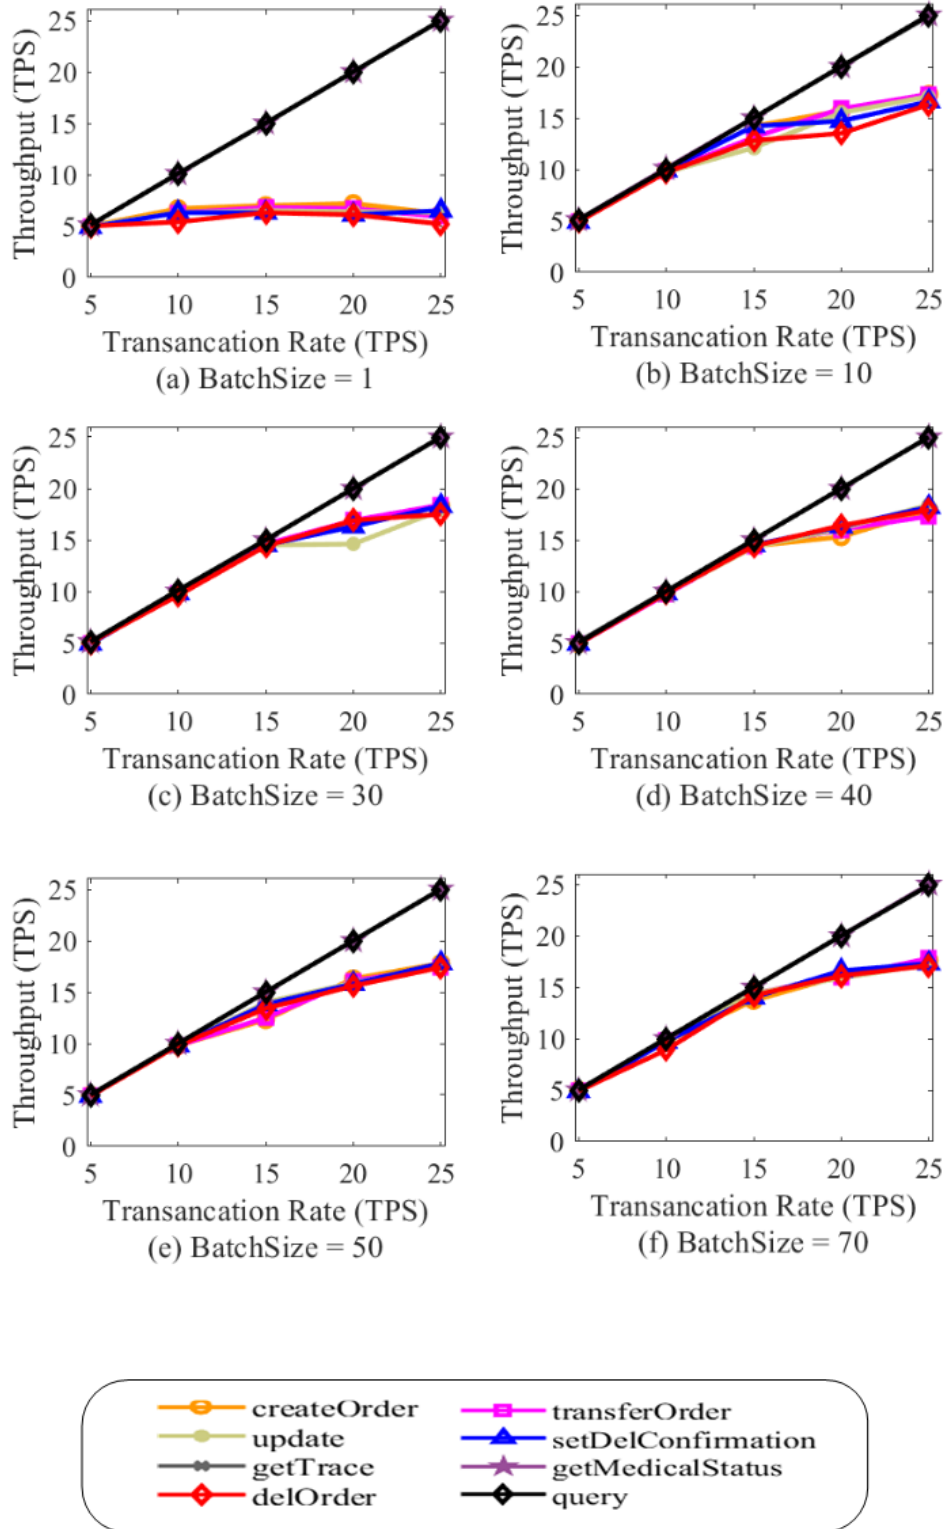 25
20
15
10
5
0
Throughput (TPS)
5 10 15 20 25
Transancation Rate (TPS)
(a) BatchSize = 1
25
20
15
10
5
0
Throughput (TPS)
5 10 15 20 25
Transancation Rate (TPS)
(b) BatchSize = 10
25
20
15
10
5
0
Throughput (TPS)
5 10 15 20 25
Transancation Rate (TPS)
(c) BatchSize = 30
25
20
15
10
5
0
Throughput (TPS)
5 10 15 20 25
Transancation Rate (TPS)
(d) BatchSize = 40
25
20
15
10
5
0
Throughput (TPS)
5 10 15 20 25
Transancation Rate (TPS)
(e) BatchSize = 50
25
20
15
10
5
0
Throughput (TPS)
5 10 15 20 25
Transancation Rate (TPS)
(f) BatchSize = 70
createOrder
update
getTrace
delOrder
transferOrder
setDelConfirmation
getMedicalStatus
query